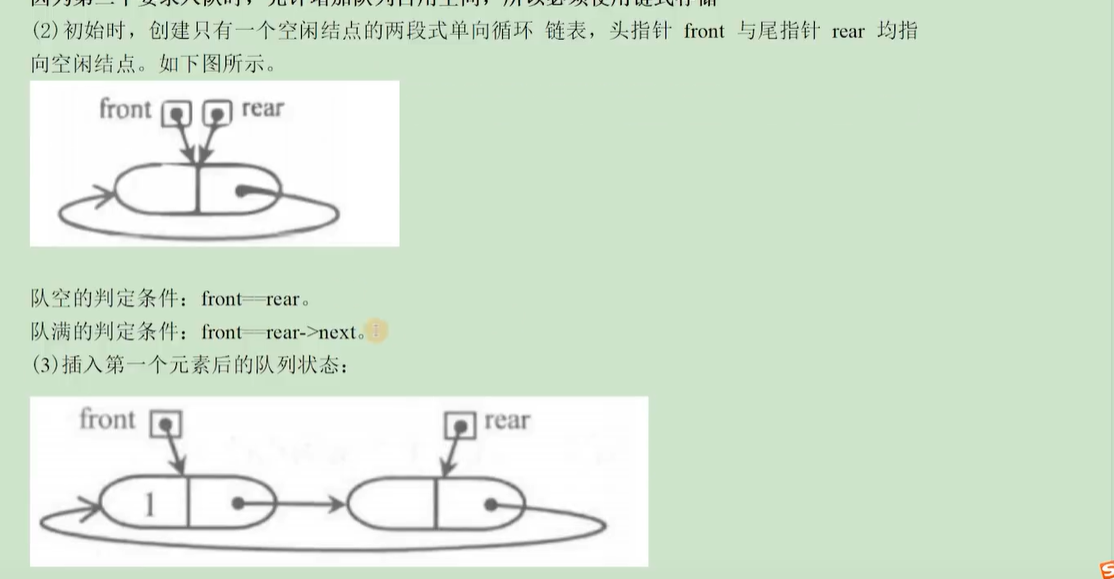 (2)初始时，创建只有一个空闲结点的两段式单向循环 链表，头指针 front 与尾指针 rear 均指
向空闲结点。如下图所示。
front rear
队空的判定条件：front==rear。
队满的判定条件：front==rear->next。
(3)插入第一个元素后的队列状态：
front rear
1